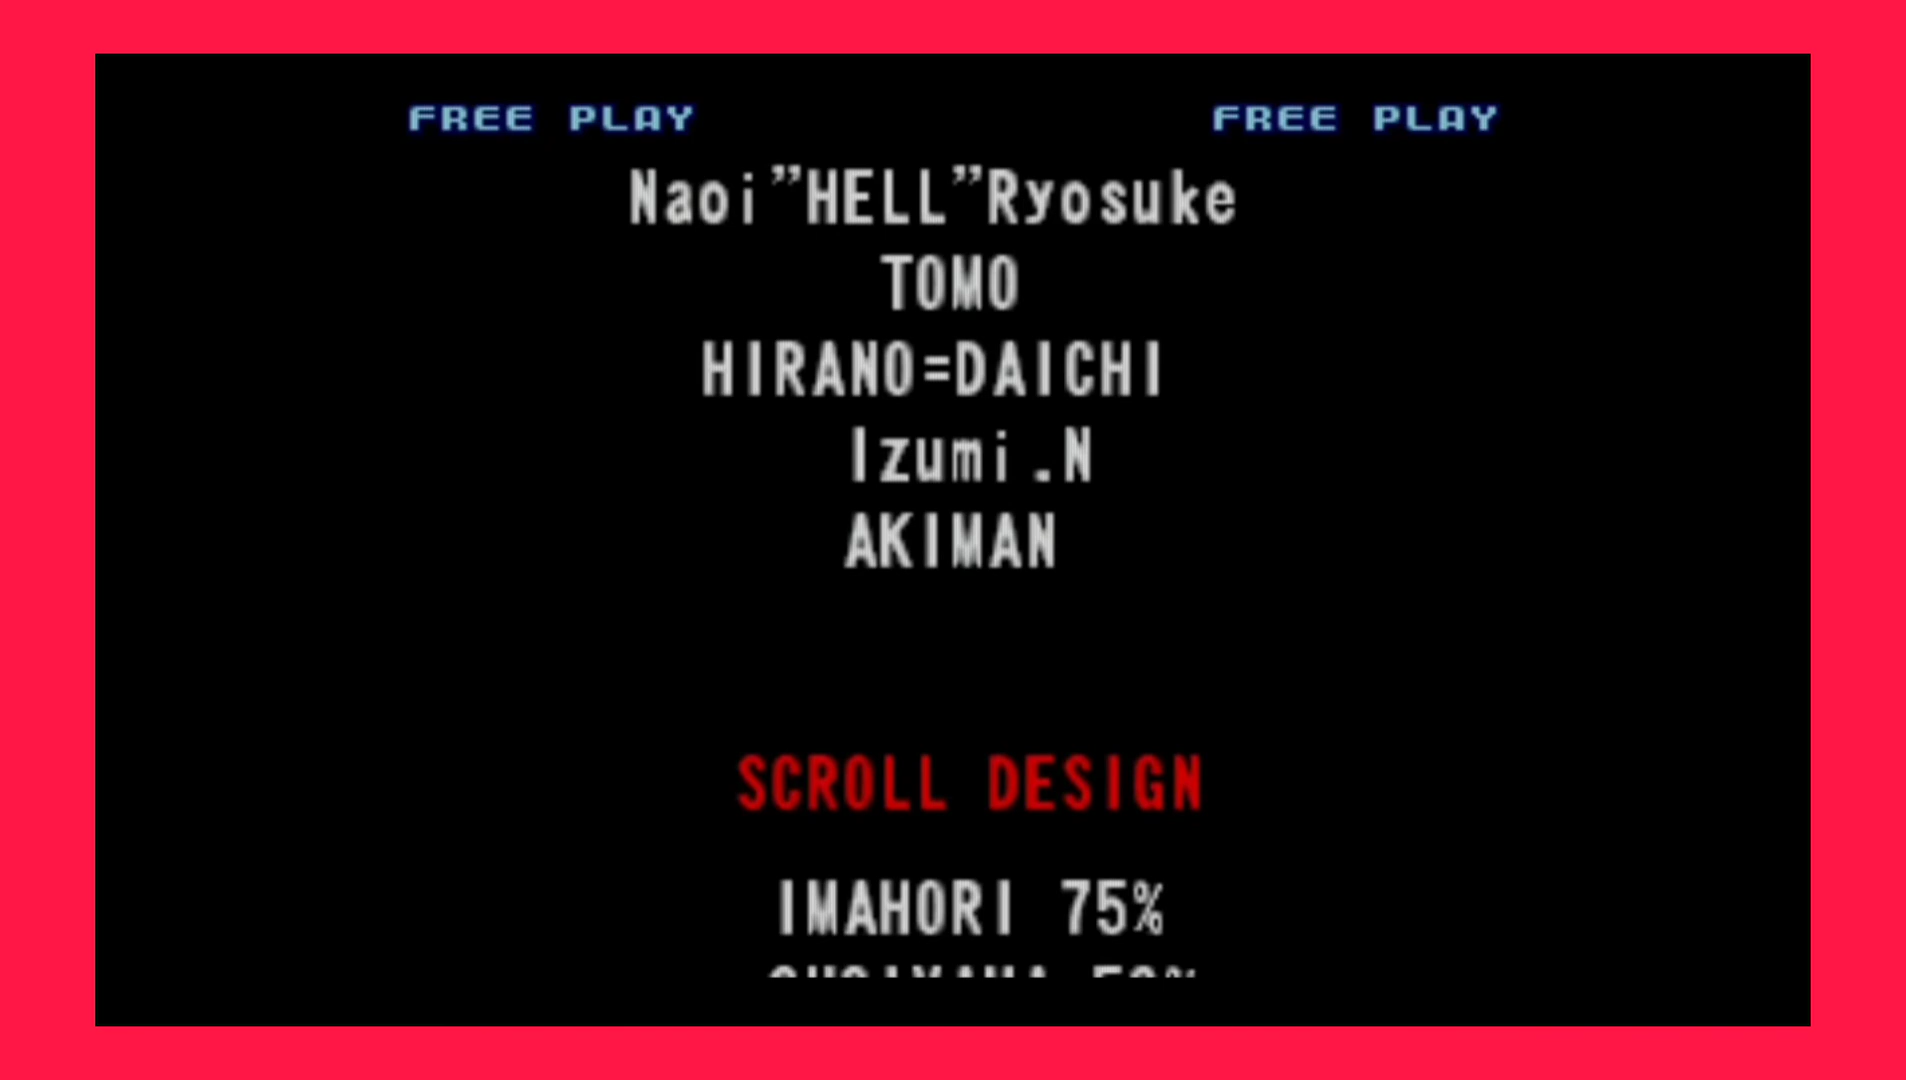 FREE PLAY FREE PLAY
Naoi”HELL”Ryosuke
TOMO
HIRANO=DAICHI
Izumi.N
AKIMAN
SCROLL DESIGN
IMAHORI 75%